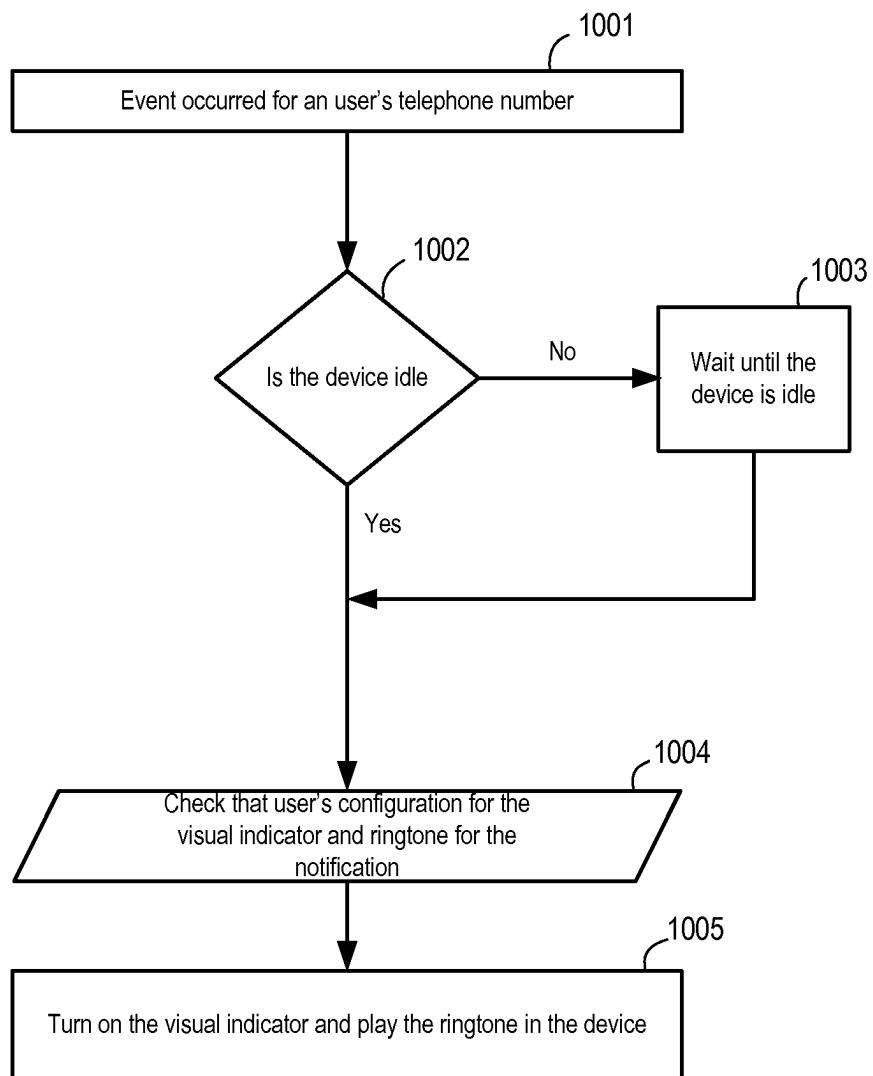 1001
Event occurred for an user's telephone number
1002
Is the device idle
No
1003
Wait until the
device is idle
Yes
1004
Check that user's configuration for the
visual indicator and ringtone for the
notification
1005
Turn on the visual indicator and play the ringtone in the device